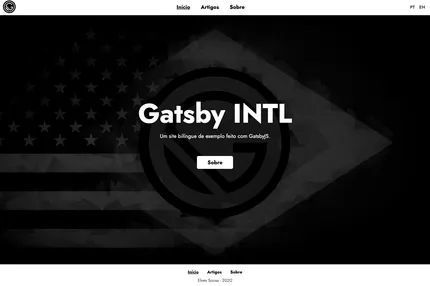 Início Artigos Sobre
PT EN
Gatsby INTL
Um site bilíngue de exemplo feito com GatsbyJS.
Sobre
Início Artigos Sobre
Elves Sousa - 2020